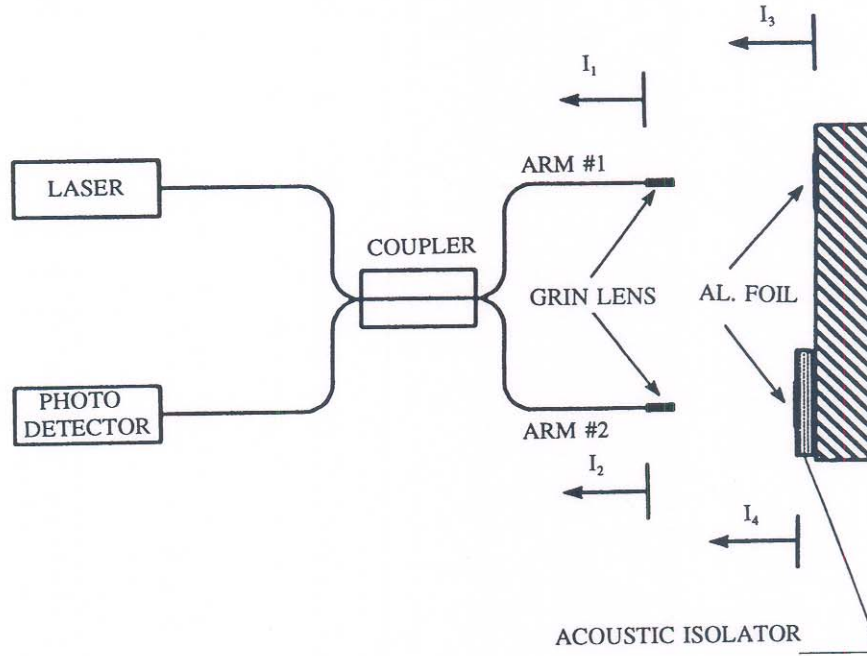 I₃
I₁
ARM #1
LASER
COUPLER
GRIN LENS
AL. FOIL
PHOTO
DETECTOR
ARM #2
I₂
I₄
ACOUSTIC ISOLATOR